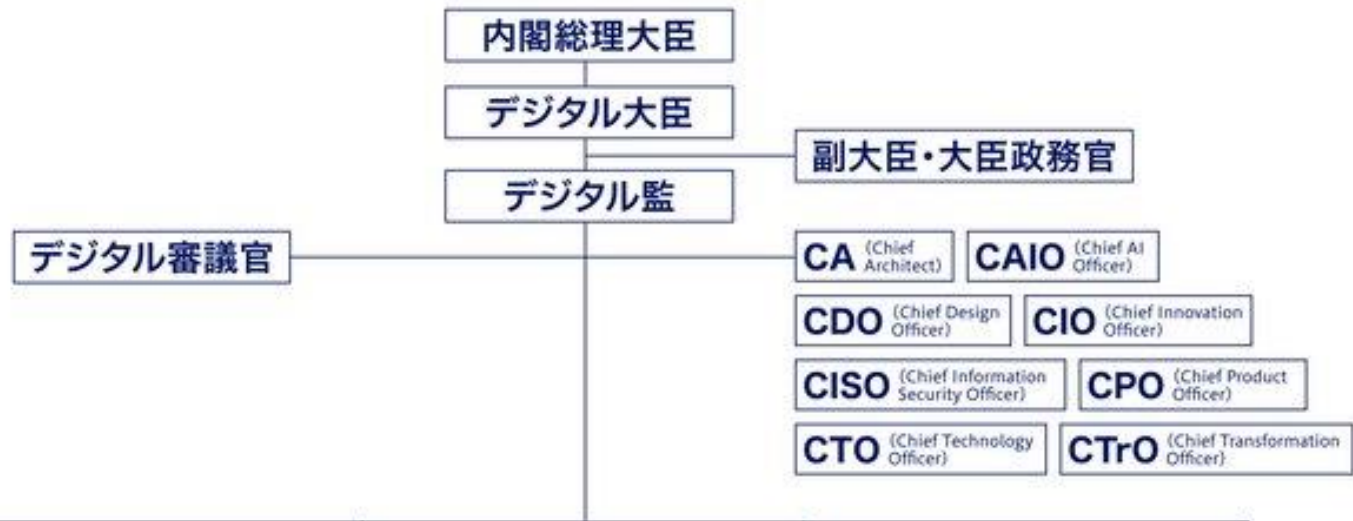 内閣総理大臣
デジタル大臣
副大臣・大臣政務官
デジタル監
デジタル審議官
CA (Chief
Architect)
CAIO (Chief AI
Officer)
CDO (Chief Design
Officer)
CIO (Chief Innovation
Officer)
CISO (Chief Information
Security Officer)
CPO (Chief Product
Officer)
CTO (Chief Technology
Officer)
CTrO (Chief Transformation
Officer)